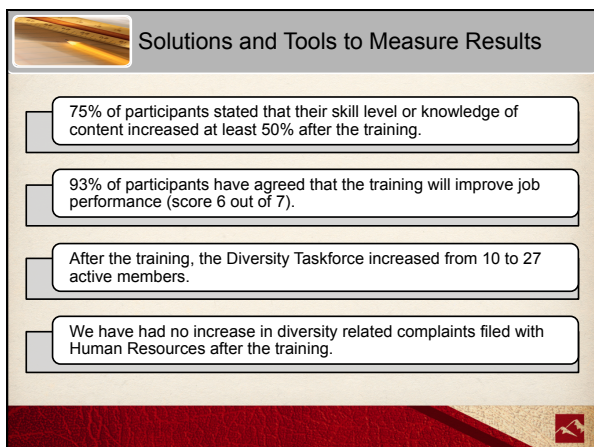 Solutions and Tools to Measure Results
75% of participants stated that their skill level or knowledge of
content increased at least 50% after the training.
93% of participants have agreed that the training will improve job
performance (score 6 out of 7).
After the training, the Diversity Taskforce increased from 10 to 27
active members.
We have had no increase in diversity related complaints filed with
Human Resources after the training.